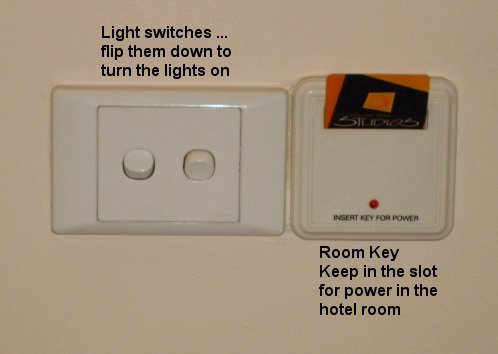 Light switches ...
flip them down to
turn the lights on
STUDIOS
INSERT KEY FOR POWER
Room Key
Keep in the slot
for power in the
hotel room